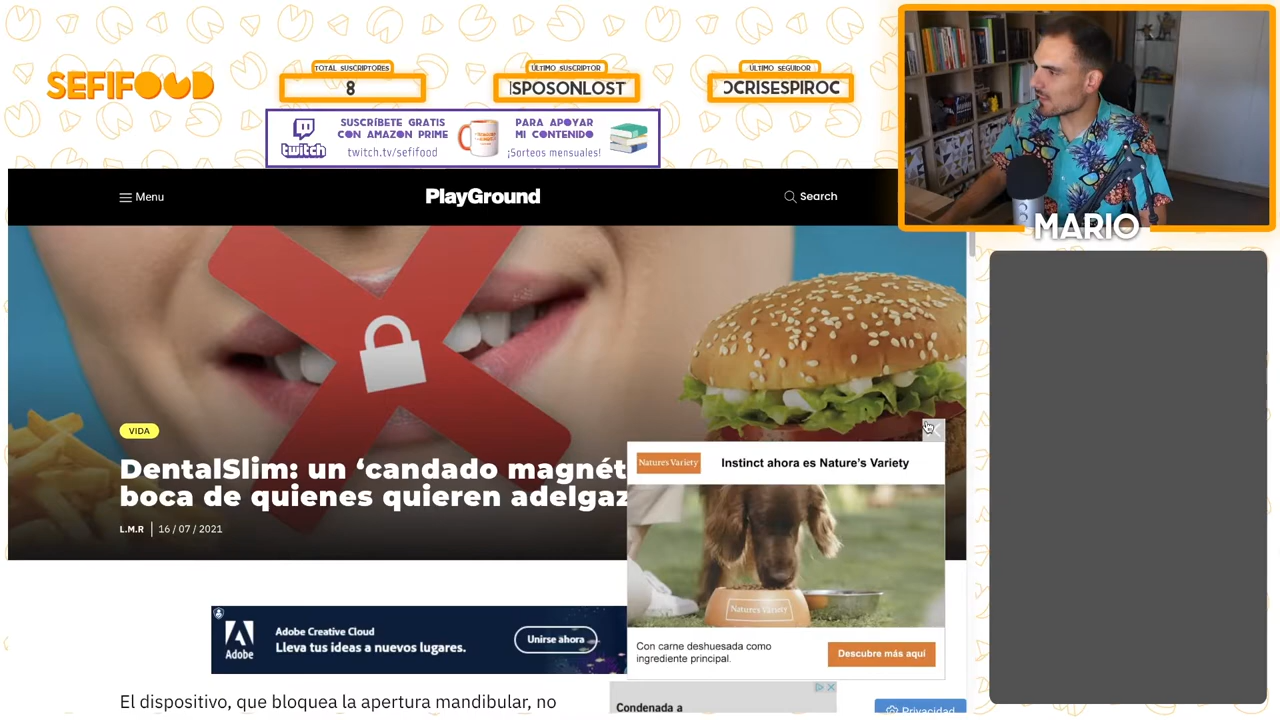 SEFIFOOD
TOTAL SUSCRIPTORES
8
ÚLTIMO SUSCRIPTOR
SPOSONLOST
ÚLTIMO SEGUIDOR
OCRISESPIROC
twitch
SUSCRÍBETE GRATIS
CON AMAZON PRIME
twitch.tv/sefifood
PARA APOYAR
MI CONTENIDO
¡Sorteos mensuales!
MARIO
Menu
PlayGround
Search
VIDA
DentalSlim: un ‘candado magnét
boca de quienes quieren adelgaz
L.M.R | 16 / 07 / 2021
Nature's Variety
Instinct ahora es Nature's Variety
Nature's Variety
Con carne deshuesada como
ingrediente principal.
Descubre más aquí
Adobe
Adobe Creative Cloud
Lleva tus ideas a nuevos lugares.
Unirse ahora
El dispositivo, que bloquea la apertura mandibular, no
Condenada a
Privacidad